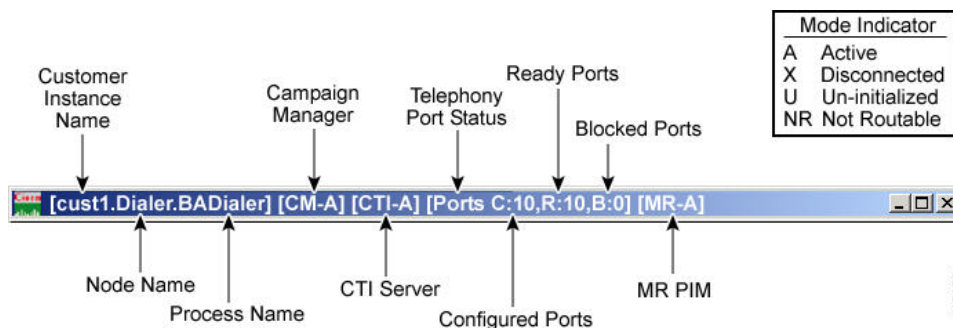 Mode Indicator
A Active
X Disconnected
U Un-initialized
NR Not Routable
Customer
Instance
Name
Campaign
Manager
Telephony
Port Status
Ready Ports
Blocked Ports
[cust1.Dialer.BADialer] [CM-A] [CTI-A] [Ports C:10,R:10,B:0] [MR-A]
Node Name
Process Name
CTI Server
Configured Ports
MR PIM